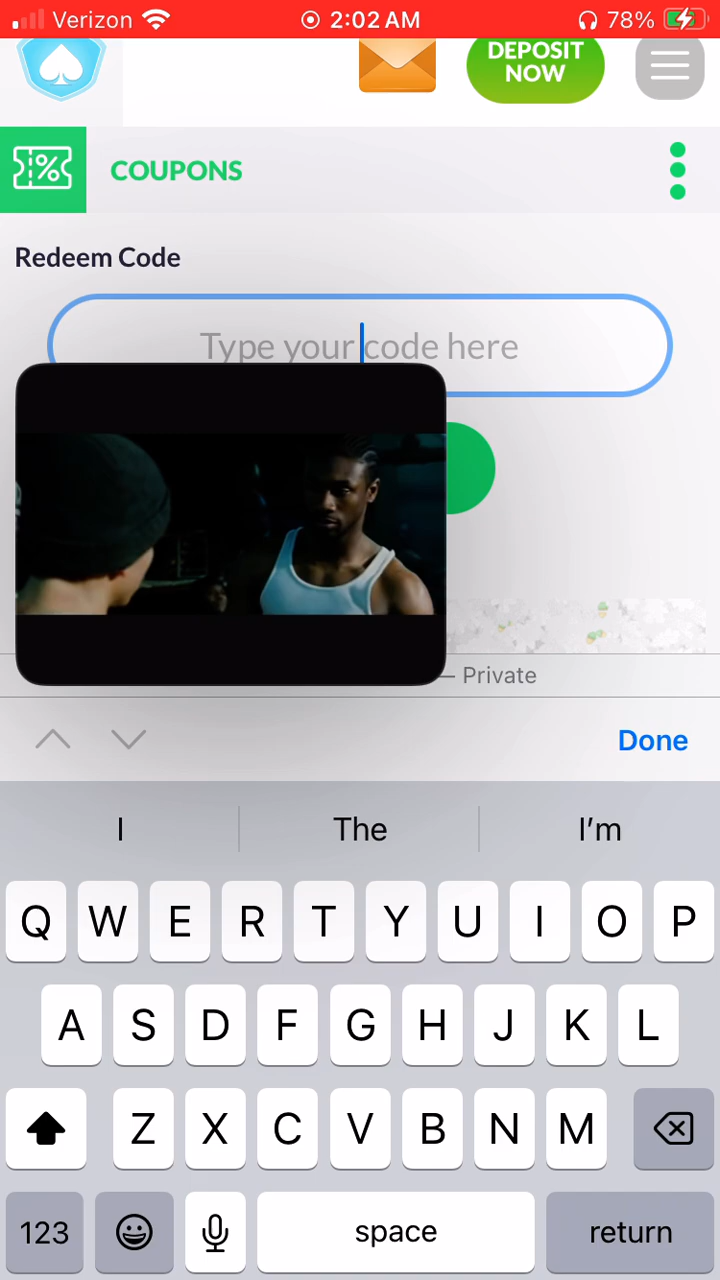 Verizon 2:02 AM 78%
DEPOSIT
NOW
COUPONS
Redeem Code
Type your code here
— Private
Done
I The I’m
Q W E R T Y U I O P
A S D F G H J K L
Z X C V B N M
123 space return